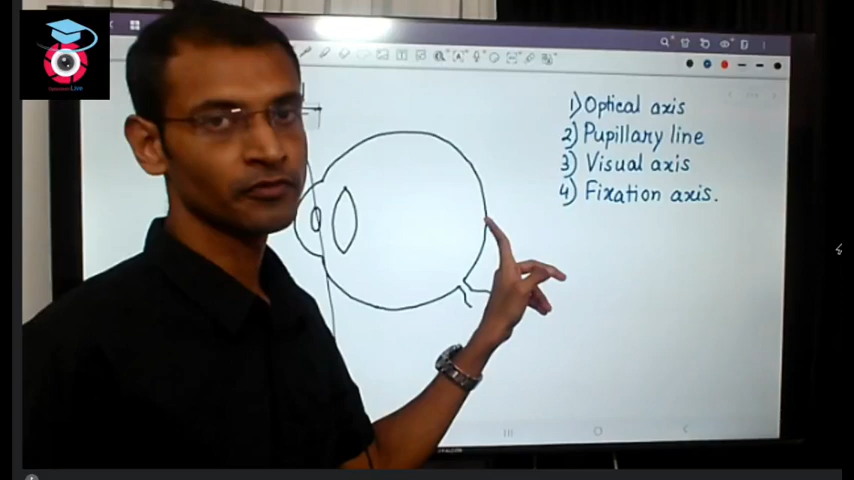 1) Optical axis
2) Pupillary line
3) Visual axis
4) Fixation axis.